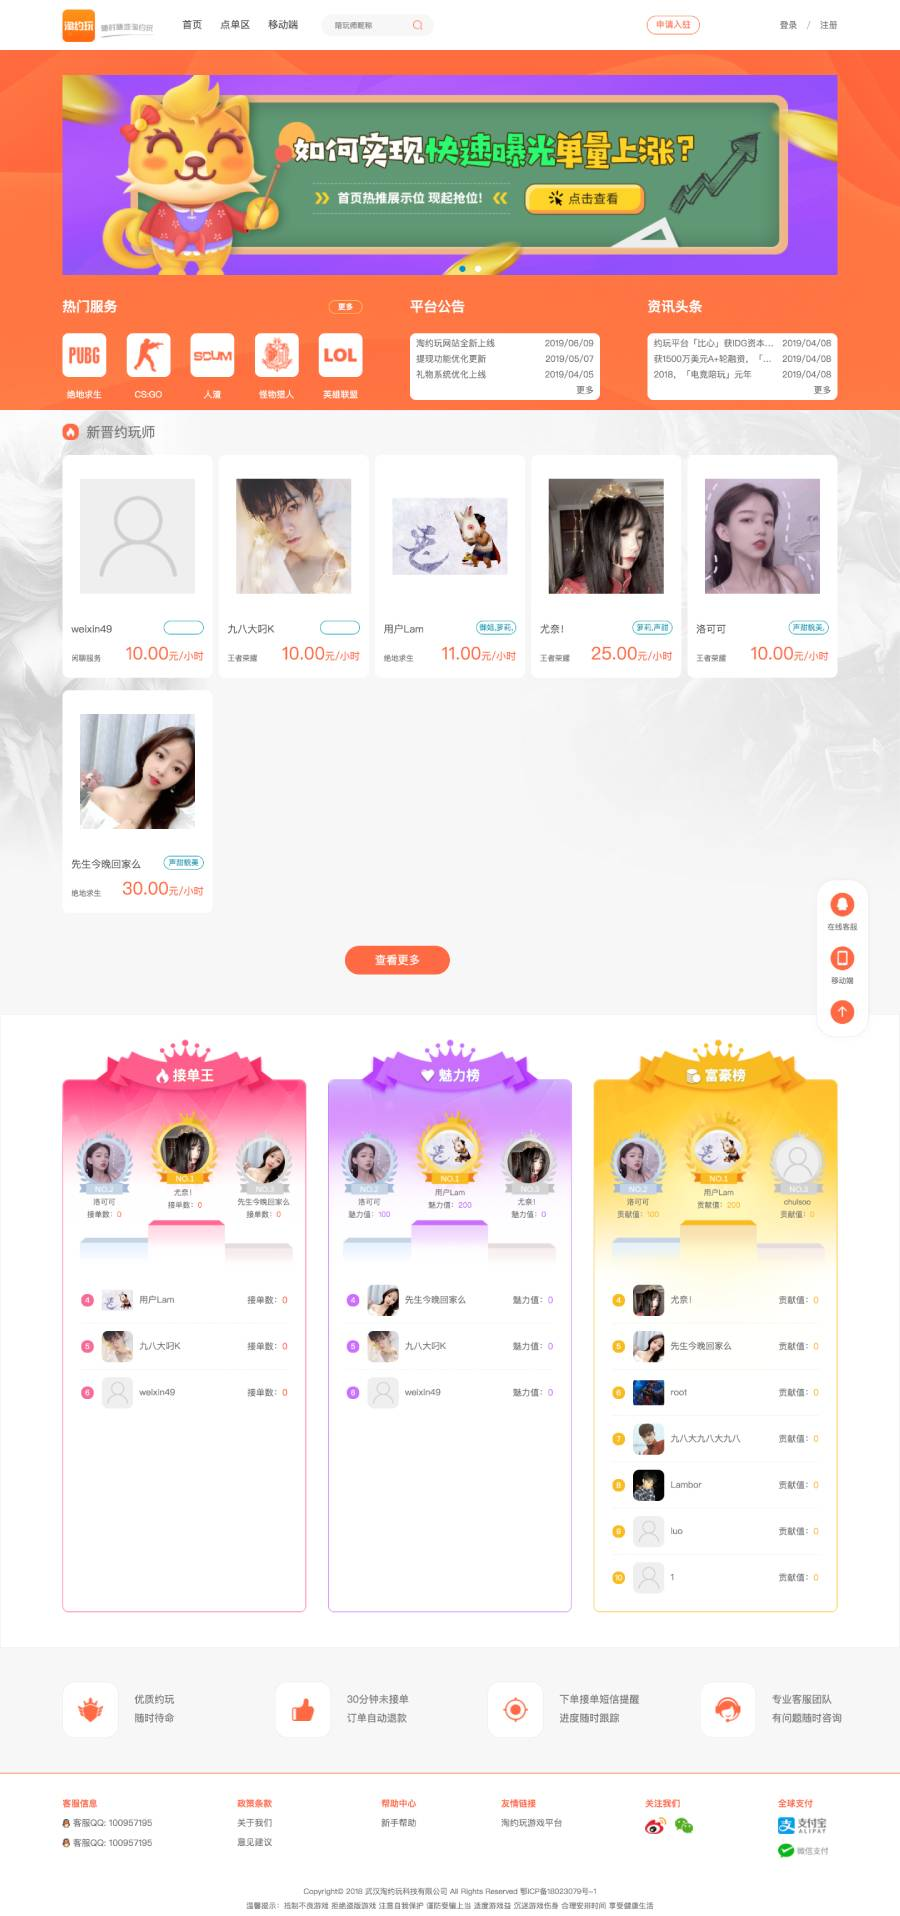 淘约玩
随时随意淘约玩
首页 点单区 移动端
陪玩师昵称
申请入驻
登录 / 注册
如何实现快速曝光单量上涨?
首页热推展示位 现起抢位!
点击查看
热门服务 更多
PUBG SCUM LOL
绝地求生 CS:GO 人渣 怪物猎人 英雄联盟
平台公告
淘约玩网站全新上线 2019/06/09
提现功能优化更新 2019/05/07
礼物系统优化上线 2019/04/05
更多
资讯头条
约玩平台「比心」获IDG资本... 2019/04/08
获1500万美元A+轮融资，「... 2019/04/08
2018，「电竞陪玩」元年 2019/04/08
更多
新晋约玩师
weixin49
闲聊服务 10.00元/小时
九八大叼K
王者荣耀 10.00元/小时
用户Lam 御姐,萝莉,
绝地求生 11.00元/小时
尤奈! 萝莉,声甜
王者荣耀 25.00元/小时
洛可可 声甜貌美,
王者荣耀 10.00元/小时
先生今晚回家么 声甜貌美
绝地求生 30.00元/小时
在线客服
移动端
查看更多
接单王
NO.2 NO.1 NO.3
洛可可 接单数：0
尤奈! 接单数：0
先生今晚回家么 接单数：0
4 用户Lam 接单数：0
5 九八大叼K 接单数：0
6 weixin49 接单数：0
魅力榜
NO.2 NO.1 NO.3
洛可可 魅力值：100
用户Lam 魅力值：200
尤奈! 魅力值：0
4 先生今晚回家么 魅力值：0
5 九八大叼K 魅力值：0
6 weixin49 魅力值：0
富豪榜
NO.2 NO.1 NO.3
洛可可 贡献值：100
用户Lam 贡献值：200
chulsoo 贡献值：0
4 尤奈! 贡献值：0
5 先生今晚回家么 贡献值：0
6 root 贡献值：0
7 九八大九八大九八 贡献值：0
8 Lambor 贡献值：0
9 luo 贡献值：0
10 1 贡献值：0
优质约玩
随时待命
30分钟未接单
订单自动退款
下单接单短信提醒
进度随时跟踪
专业客服团队
有问题随时咨询
客服信息
客服QQ: 100957195
客服QQ: 100957195
政策条款
关于我们
意见建议
帮助中心
新手帮助
友情链接
淘约玩游戏平台
关注我们
全球支付
支付宝
ALIPAY
微信支付
Copyright© 2018 武汉淘约玩科技有限公司 All Rights Reserved 鄂ICP备18023079号-1
温馨提示：抵制不良游戏 拒绝盗版游戏 注意自我保护 谨防受骗上当 适度游戏益 沉迷游戏伤身 合理安排时间 享受健康生活